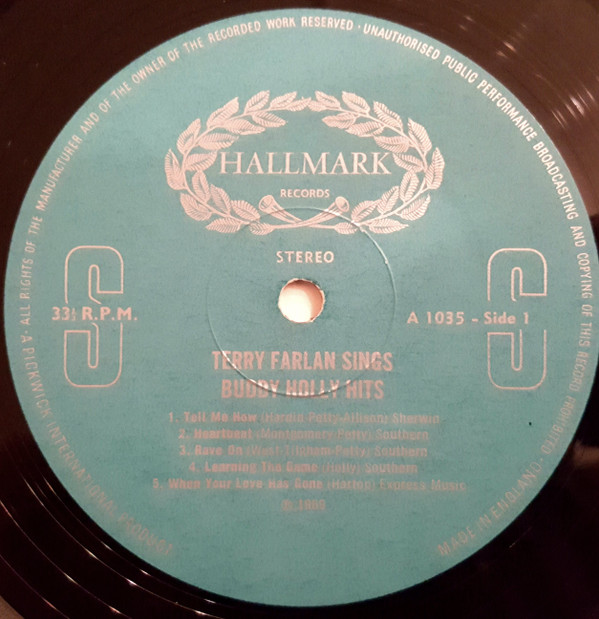 · ALL RIGHTS OF THE MANUFACTURER AND OF THE OWNER OF THE RECORDED WORK RESERVED · UNAUTHORISED PUBLIC PERFORMANCE BROADCASTING AND COPYING OF THIS RECORD PROHIBITED ·
HALLMARK
RECORDS
STEREO
S
S
33⅓ R.P.M.
A 1035 - Side 1
TERRY FARLAN SINGS
BUDDY HOLLY HITS
1. Tell Me How (Hardin-Petty-Allison) Sherwin
2. Heartbeat (Montgomery-Petty) Southern
3. Rave On (West-Tilgham-Petty) Southern
4. Learning The Game (Holly) Southern
5. When Your Love Has Gone Express Music
A PICKWICK INTERNATIONAL PRODUCT
MADE IN ENGLAND